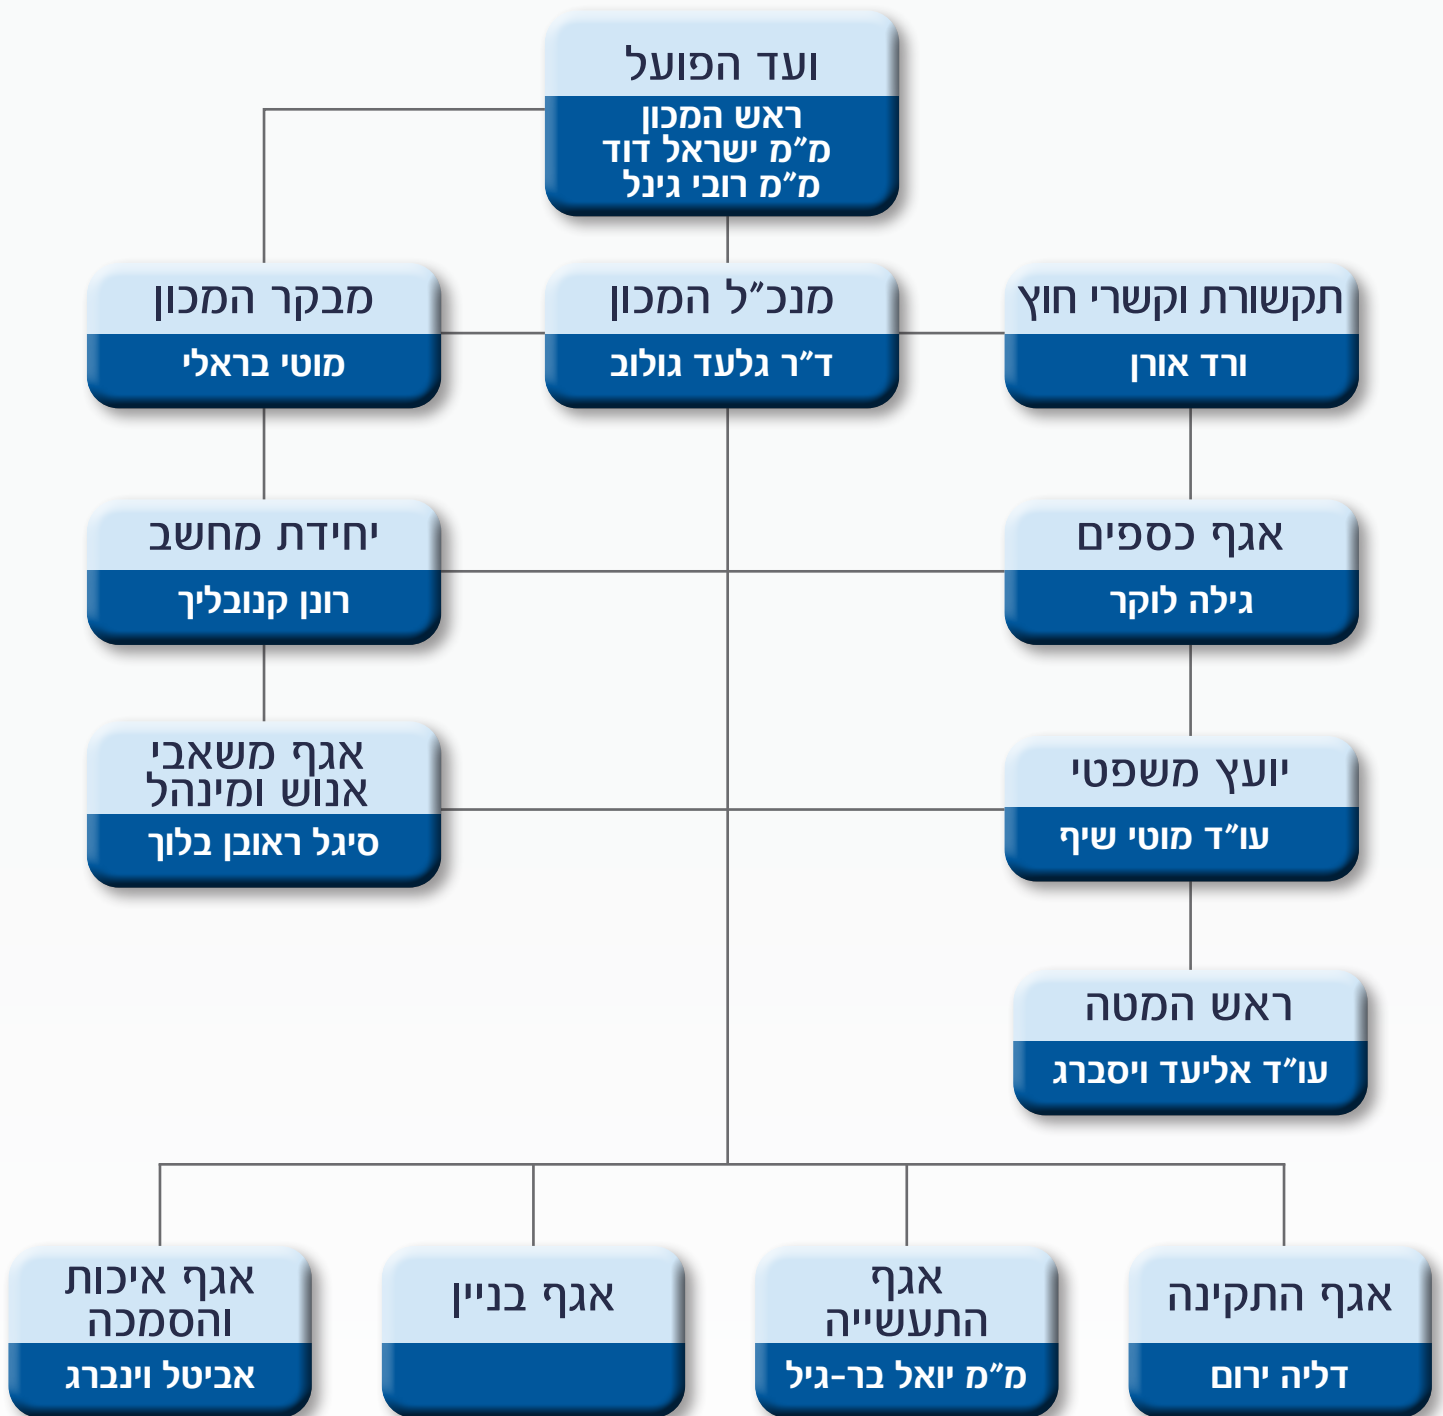 ועד הפועל
ראש המכון
מ״מ ישראל דוד
מ״מ רובי גינל
תקשורת וקשרי חוץ
ורד אורן
מנכ״ל המכון
ד״ר גלעד גולוב
מבקר המכון
מוטי בראלי
אגף כספים
גילה לוקר
יחידת מחשב
רונן קנובליך
יועץ משפטי
עו״ד מוטי שיף
אגף משאבי
אנוש ומינהל
סיגל ראובן בלוך
ראש המטה
עו״ד אליעד ויסברג
אגף התקינה
דליה ירום
אגף
התעשייה
מ״מ יואל בר-גיל
אגף בניין
אגף איכות
והסמכה
אביטל וינברג